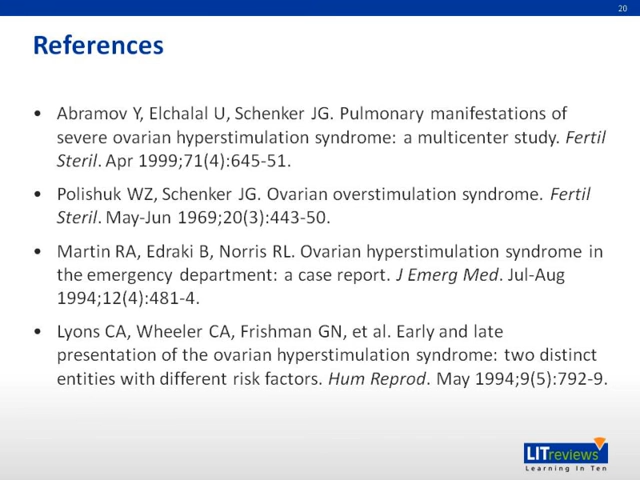 20
References
• Abramov Y, Elchalal U, Schenker JG. Pulmonary manifestations of
severe ovarian hyperstimulation syndrome: a multicenter study. Fertil
Steril. Apr 1999;71(4):645-51.
• Polishuk WZ, Schenker JG. Ovarian overstimulation syndrome. Fertil
Steril. May-Jun 1969;20(3):443-50.
• Martin RA, Edraki B, Norris RL. Ovarian hyperstimulation syndrome in
the emergency department: a case report. J Emerg Med. Jul-Aug
1994;12(4):481-4.
• Lyons CA, Wheeler CA, Frishman GN, et al. Early and late
presentation of the ovarian hyperstimulation syndrome: two distinct
entities with different risk factors. Hum Reprod. May 1994;9(5):792-9.
LITreviews
Learning In Ten